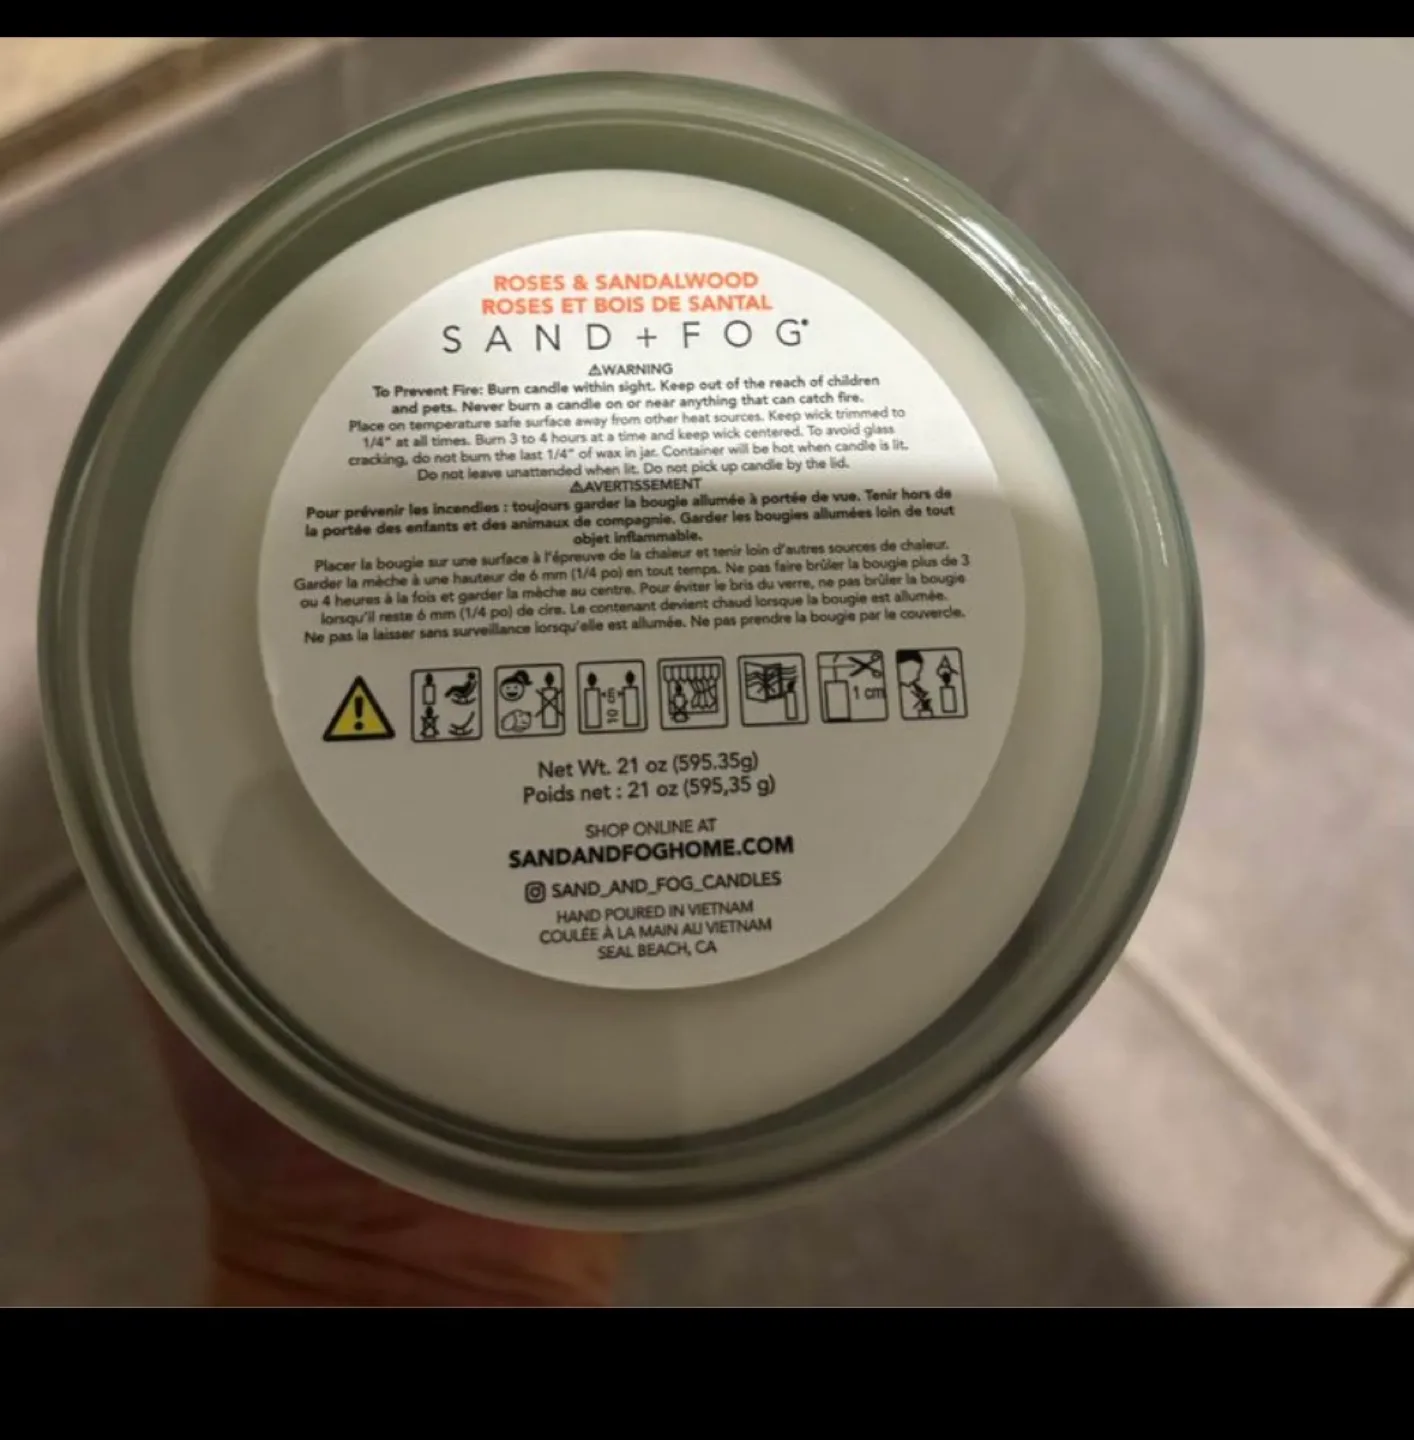 ROSES & SANDALWOOD
ROSES ET BOIS DE SANTAL
SAND + FOG
⚠WARNING
To Prevent Fire: Burn candle within sight. Keep out of the reach of children
and pets. Never burn a candle on or near anything that can catch fire.
Place on temperature safe surface away from other heat sources. Keep wick trimmed to
1/4" at all times. Burn 3 to 4 hours at a time and keep wick centered. To avoid glass
cracking, do not burn the last 1/4" of wax in jar. Container will be hot when candle is lit.
Do not leave unattended when lit. Do not pick up candle by the lid.
⚠AVERTISSEMENT
Pour prévenir les incendies : toujours garder la bougie allumée à portée de vue. Tenir hors de
la portée des enfants et des animaux de compagnie. Garder les bougies allumées loin de tout
objet inflammable.
Placer la bougie sur une surface à l'épreuve de la chaleur et tenir loin d'autres sources de chaleur.
Garder la mèche à une hauteur de 6 mm (1/4 po) en tout temps. Ne pas faire brûler la bougie plus de 3
ou 4 heures à la fois et garder la mèche au centre. Pour éviter le bris du verre, ne pas brûler la bougie
lorsqu'il reste 6 mm (1/4 po) de cire. Le contenant devient chaud lorsque la bougie est allumée.
Ne pas la laisser sans surveillance lorsqu'elle est allumée. Ne pas prendre la bougie par le couvercle.
10 cm
1 cm
Net Wt. 21 oz (595.35g)
Poids net : 21 oz (595,35 g)
SHOP ONLINE AT
SANDANDFOGHOME.COM
SAND_AND_FOG_CANDLES
HAND POURED IN VIETNAM
COULÉE À LA MAIN AU VIETNAM
SEAL BEACH, CA